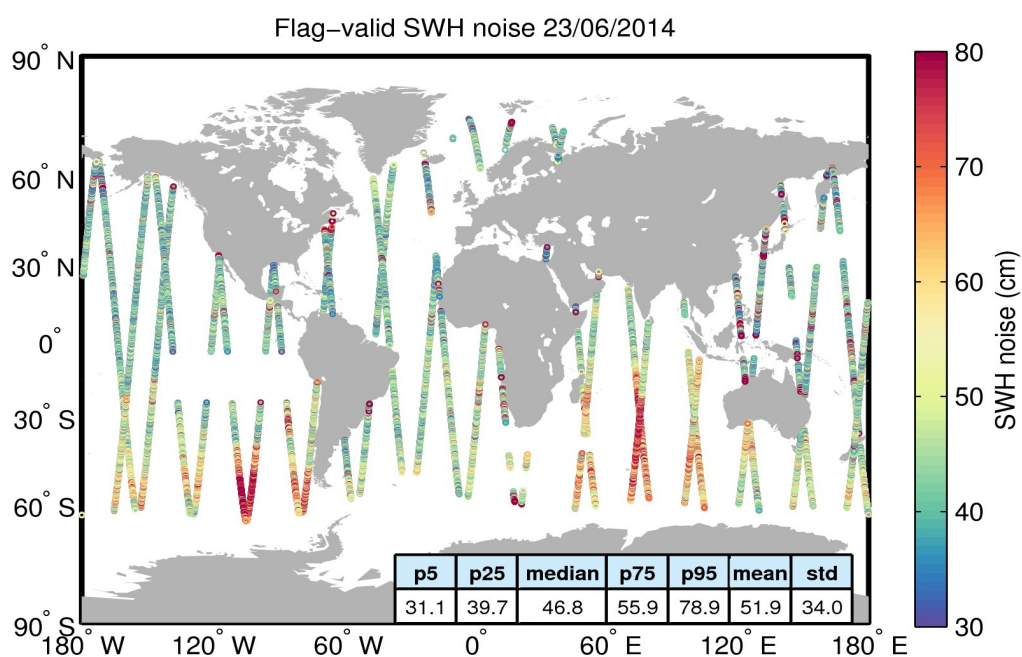 Flag−valid SWH noise 23/06/2014
90° N
60° N
30° N
0°
30° S
60° S
90° S
180° W
120° W
60° W
0°
60° E
120° E
180° E
80
70
60
50
40
30
SWH noise (cm)
p5 p25 median p75 p95 mean std
31.1 39.7 46.8 55.9 78.9 51.9 34.0